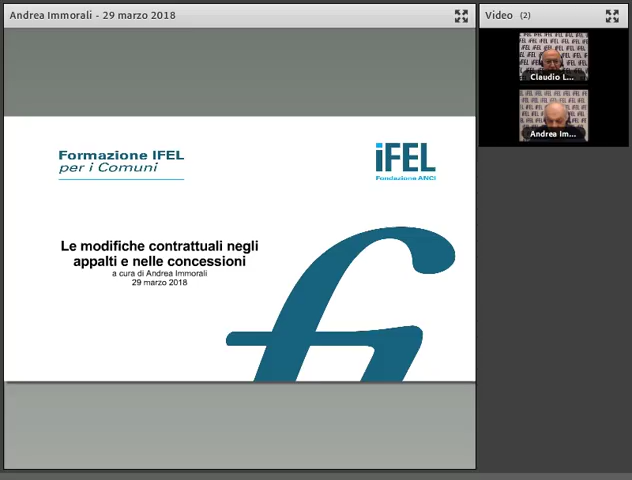 Andrea Immorali - 29 marzo 2018
Video (2)
Claudio L...
Andrea Im...
Formazione IFEL
per i Comuni
iFEL
Fondazione ANCI
Le modifiche contrattuali negli
appalti e nelle concessioni
a cura di Andrea Immorali
29 marzo 2018